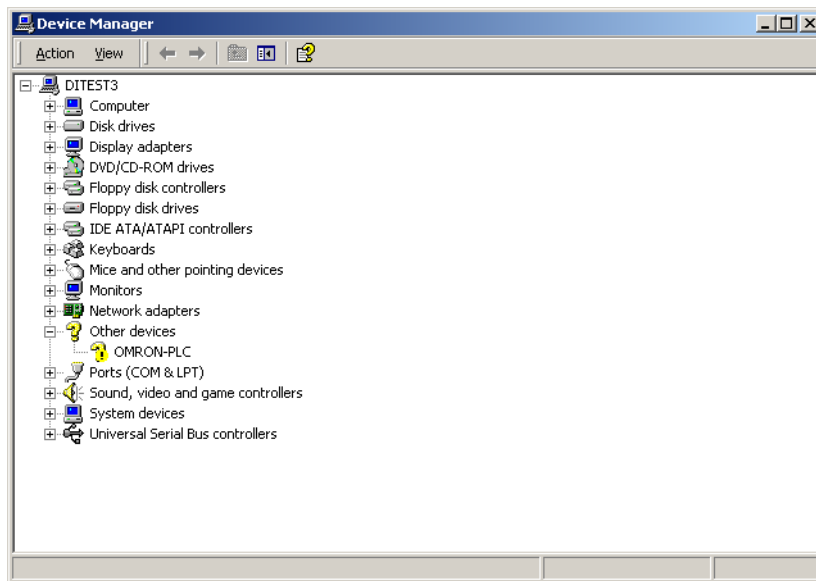 Device Manager
Action View
DITEST3
Computer
Disk drives
Display adapters
DVD/CD-ROM drives
Floppy disk controllers
Floppy disk drives
IDE ATA/ATAPI controllers
Keyboards
Mice and other pointing devices
Monitors
Network adapters
Other devices
OMRON-PLC
Ports (COM & LPT)
Sound, video and game controllers
System devices
Universal Serial Bus controllers